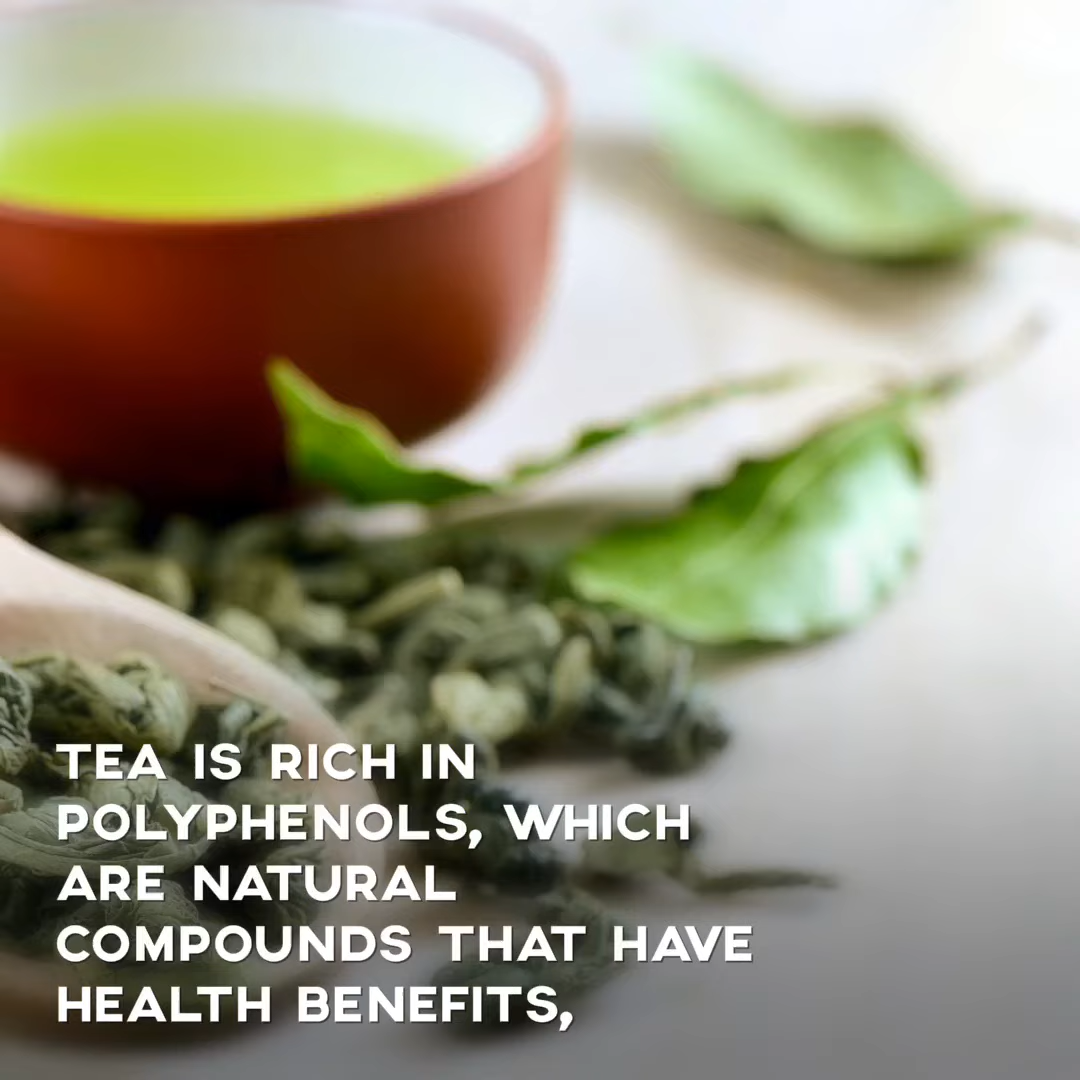 TEA IS RICH IN
POLYPHENOLS, WHICH
ARE NATURAL
COMPOUNDS THAT HAVE
HEALTH BENEFITS,